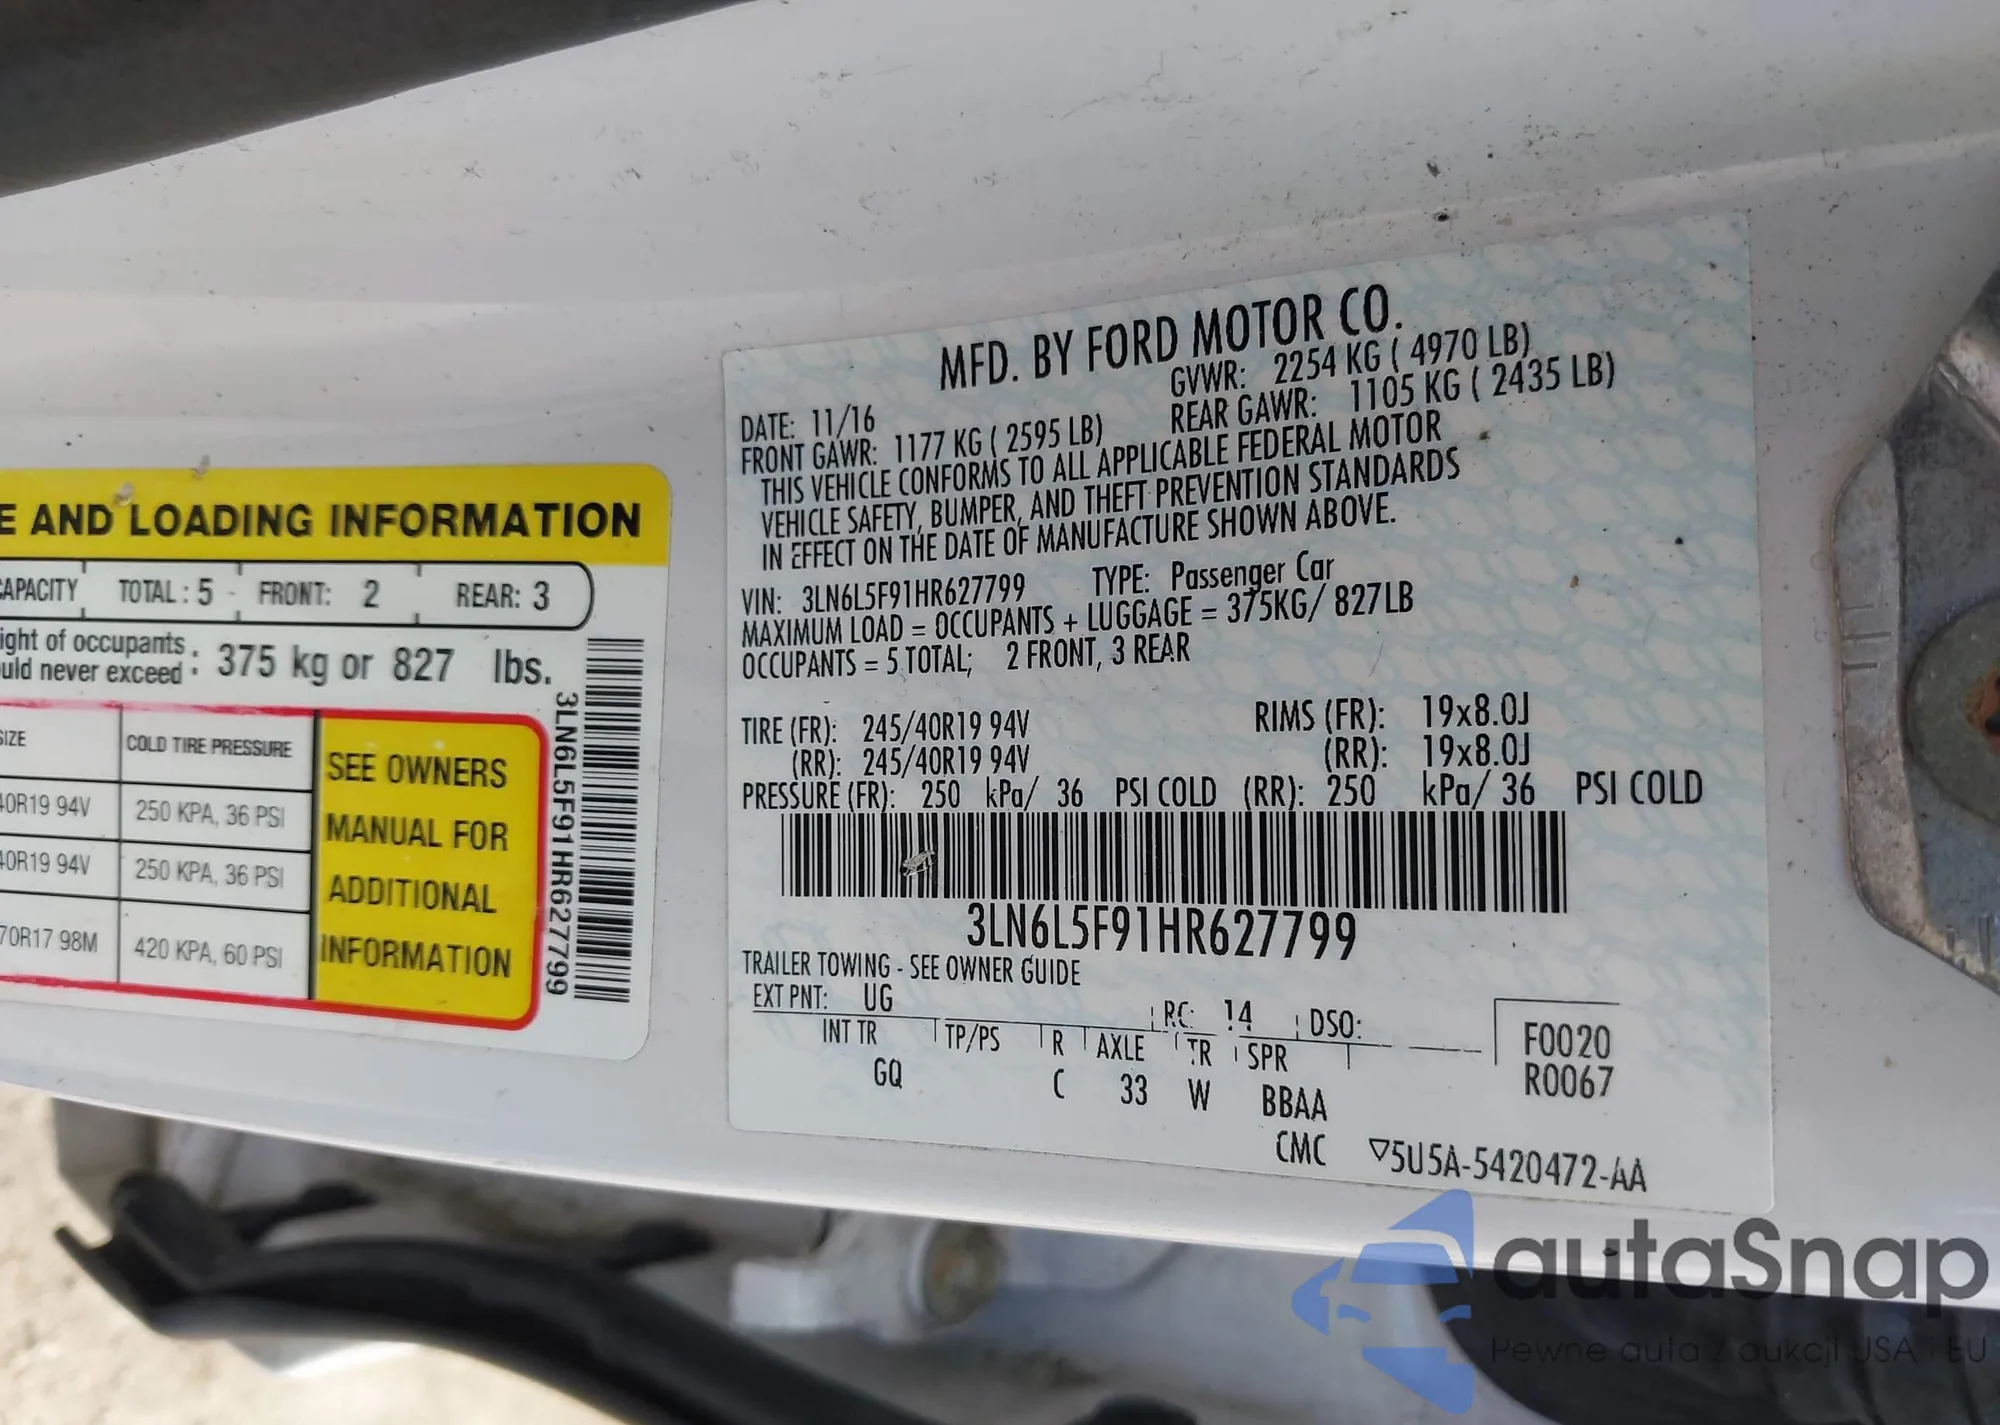 E AND LOADING INFORMATION
CAPACITY TOTAL: 5 FRONT: 2 REAR: 3
ight of occupants
uld never exceed : 375 kg or 827 lbs.
SIZE COLD TIRE PRESSURE
40R19 94V 250 KPA, 36 PSI
40R19 94V 250 KPA, 36 PSI
70R17 98M 420 KPA, 60 PSI
SEE OWNERS
MANUAL FOR
ADDITIONAL
INFORMATION
3LN6L5F91HR627799
MFD. BY FORD MOTOR CO.
DATE: 11/16 GVWR: 2254 KG ( 4970 LB)
FRONT GAWR: 1177 KG ( 2595 LB) REAR GAWR: 1105 KG ( 2435 LB)
THIS VEHICLE CONFORMS TO ALL APPLICABLE FEDERAL MOTOR
VEHICLE SAFETY, BUMPER, AND THEFT PREVENTION STANDARDS
IN EFFECT ON THE DATE OF MANUFACTURE SHOWN ABOVE.
VIN: 3LN6L5F91HR627799 TYPE: Passenger Car
MAXIMUM LOAD = OCCUPANTS + LUGGAGE = 375KG/ 827LB
OCCUPANTS = 5 TOTAL; 2 FRONT, 3 REAR
TIRE (FR): 245/40R19 94V RIMS (FR): 19x8.0J
(RR): 245/40R19 94V (RR): 19x8.0J
PRESSURE (FR): 250 kPa/ 36 PSI COLD (RR): 250 kPa/ 36 PSI COLD
3LN6L5F91HR627799
TRAILER TOWING - SEE OWNER GUIDE
EXT PNT: UG RC: 14 DSO:
INT TR TP/PS R AXLE TR SPR
GQ C 33 W BBAA
F0020
R0067
CMC ▽5U5A-5420472-AA
autaSnap
Pewne auta z aukcji USA i EU